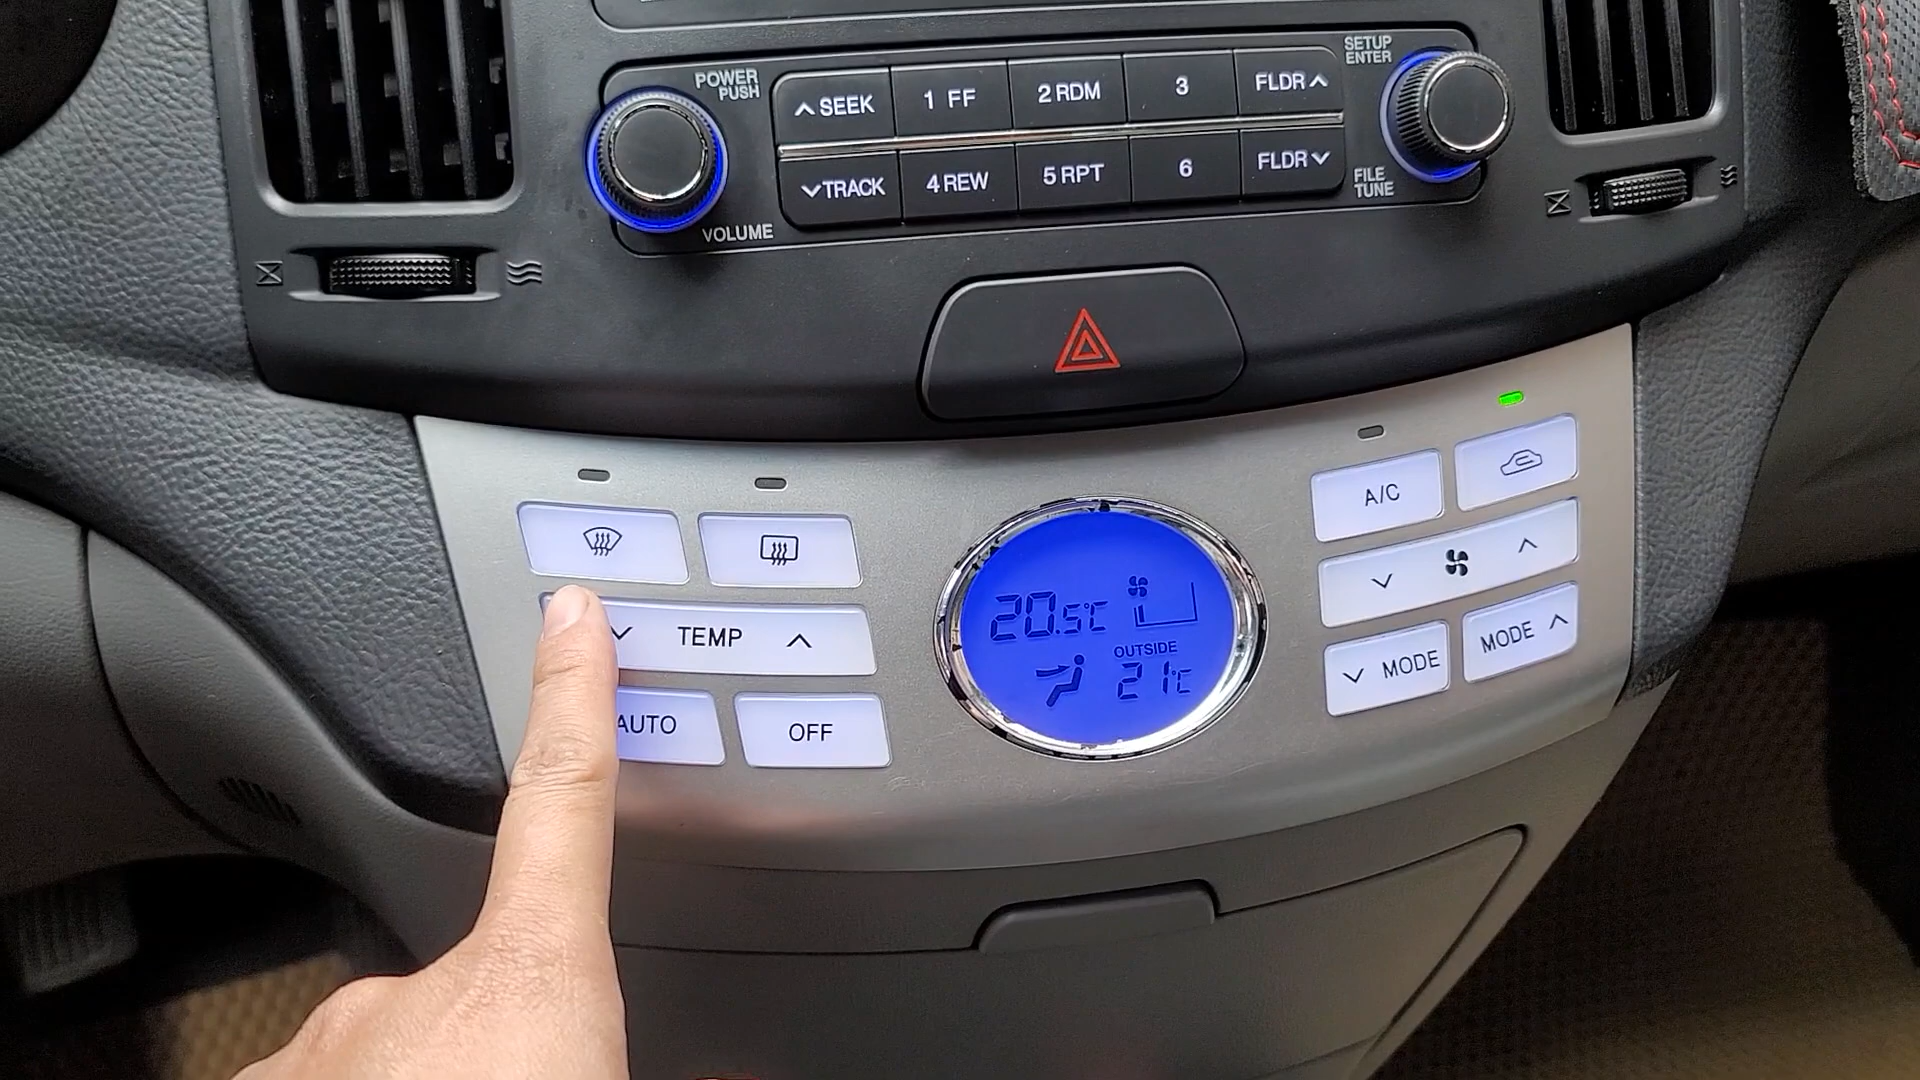 POWER
PUSH
VOLUME
∧ SEEK
1 FF
2 RDM
3
FLDR ∧
∨ TRACK
4 REW
5 RPT
6
FLDR ∨
SETUP
ENTER
FILE
TUNE
∨ TEMP ∧
AUTO
OFF
20.5℃
OUTSIDE
21℃
A/C
∨ ∧
∨ MODE
MODE ∧